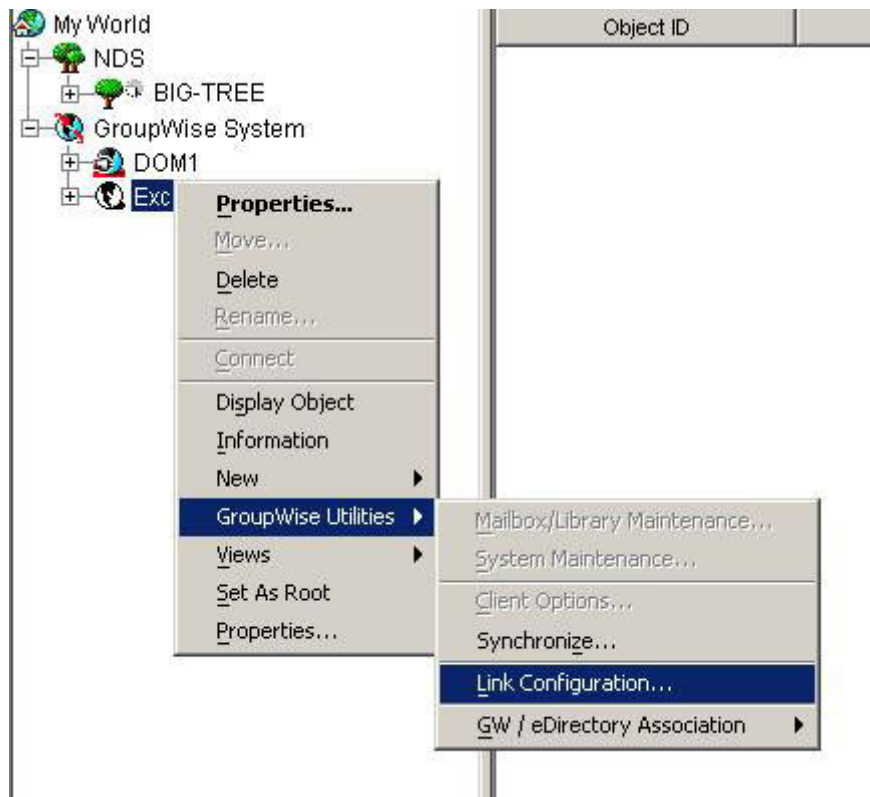 My World
Object ID
NDS
BIG-TREE
GroupWise System
DOM1
Exc
Properties...
Move...
Delete
Rename...
Connect
Display Object
Information
New
GroupWise Utilities
Views
Set As Root
Properties...
Mailbox/Library Maintenance...
System Maintenance...
Client Options...
Synchronize...
Link Configuration...
GW / eDirectory Association